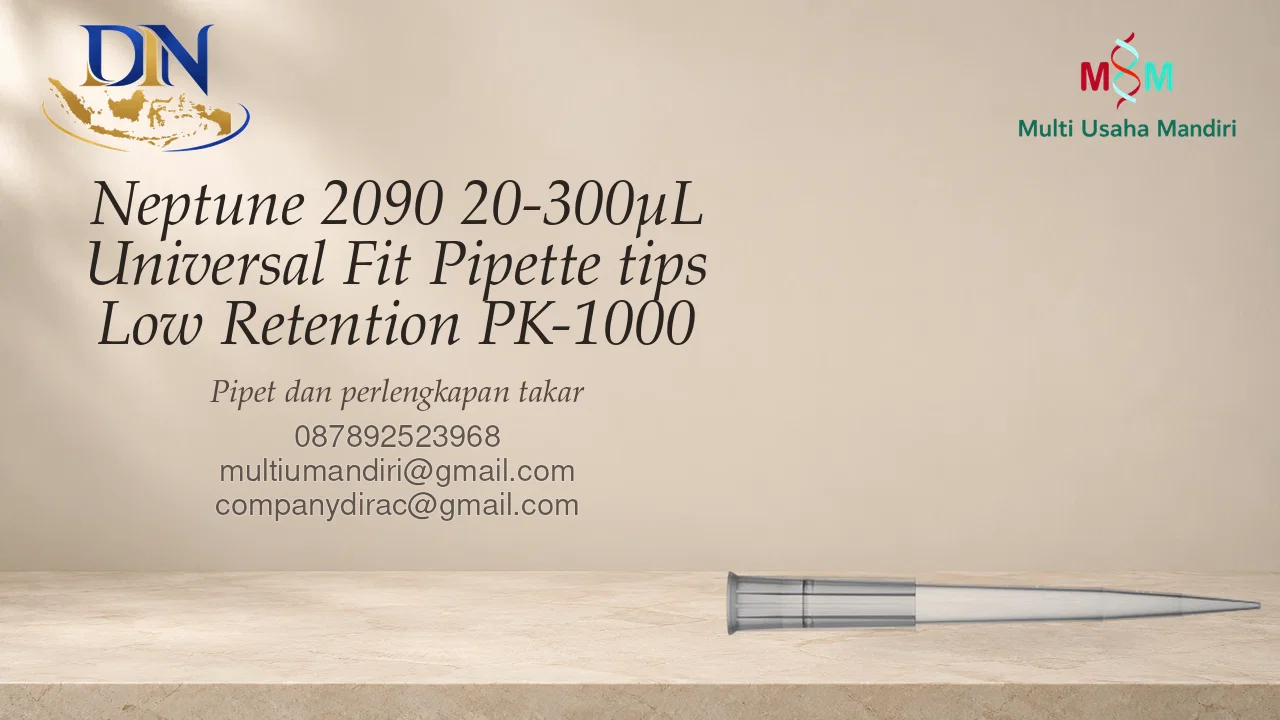 DN
M M
Multi Usaha Mandiri
Neptune 2090 20-300µL
Universal Fit Pipette tips
Low Retention PK-1000
Pipet dan perlengkapan takar
087892523968
multiumandiri@gmail.com
companydirac@gmail.com